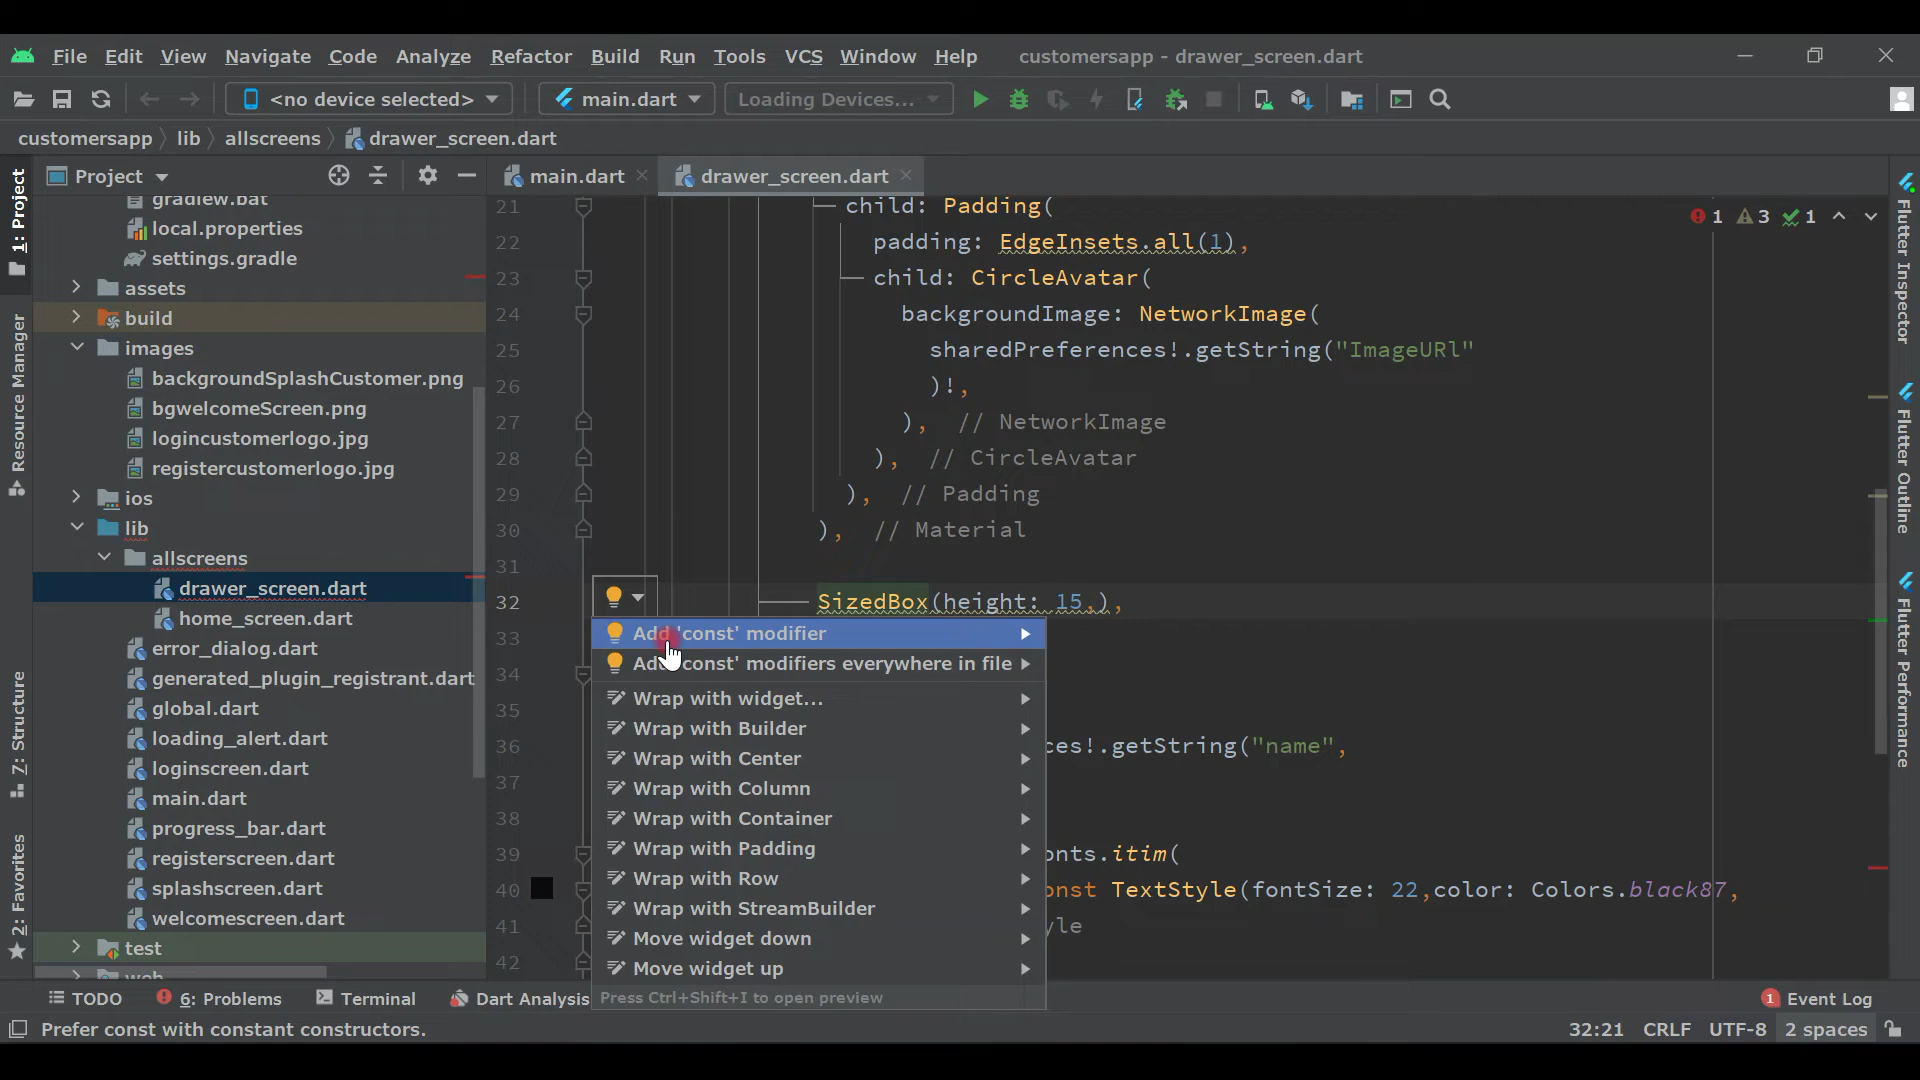 File Edit View Navigate Code Analyze Refactor Build Run Tools VCS Window Help customersapp - drawer_screen.dart
<no device selected> main.dart Loading Devices...
customersapp lib allscreens drawer_screen.dart
Project main.dart drawer_screen.dart
1: Project
Resource Manager
Z: Structure
2: Favorites
gradlew.bat
local.properties
settings.gradle
assets
build
images
backgroundSplashCustomer.png
bgwelcomeScreen.png
logincustomerlogo.jpg
registercustomerlogo.jpg
ios
lib
allscreens
drawer_screen.dart
home_screen.dart
error_dialog.dart
generated_plugin_registrant.dart
global.dart
loading_alert.dart
loginscreen.dart
main.dart
progress_bar.dart
registerscreen.dart
splashscreen.dart
welcomescreen.dart
test
web
1 3 1
21 child: Padding(
22 padding: EdgeInsets.all(1),
23 child: CircleAvatar(
24 backgroundImage: NetworkImage(
25 sharedPreferences!.getString("ImageURl"
26 )!,
27 ), // NetworkImage
28 ), // CircleAvatar
29 ), // Padding
30 ), // Material
31
32 SizedBox(height: 15,),
33
34
35
36 ces!.getString("name",
37
38
39 onts.itim(
40 onst TextStyle(fontSize: 22,color: Colors.black87,
41 yle
42
Add 'const' modifier
Add 'const' modifiers everywhere in file
Wrap with widget...
Wrap with Builder
Wrap with Center
Wrap with Column
Wrap with Container
Wrap with Padding
Wrap with Row
Wrap with StreamBuilder
Move widget down
Move widget up
Press Ctrl+Shift+I to open preview
Flutter Inspector
Flutter Outline
Flutter Performance
TODO 6: Problems Terminal Dart Analysis 1 Event Log
Prefer const with constant constructors. 32:21 CRLF UTF-8 2 spaces